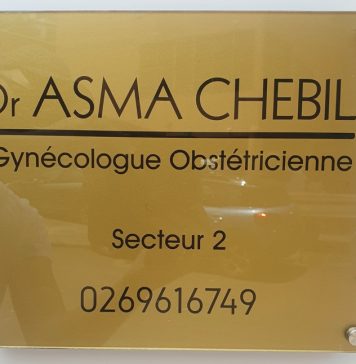 Dr ASMA CHEBIL
Gynécologue Obstétricienne
Secteur 2
0269616749